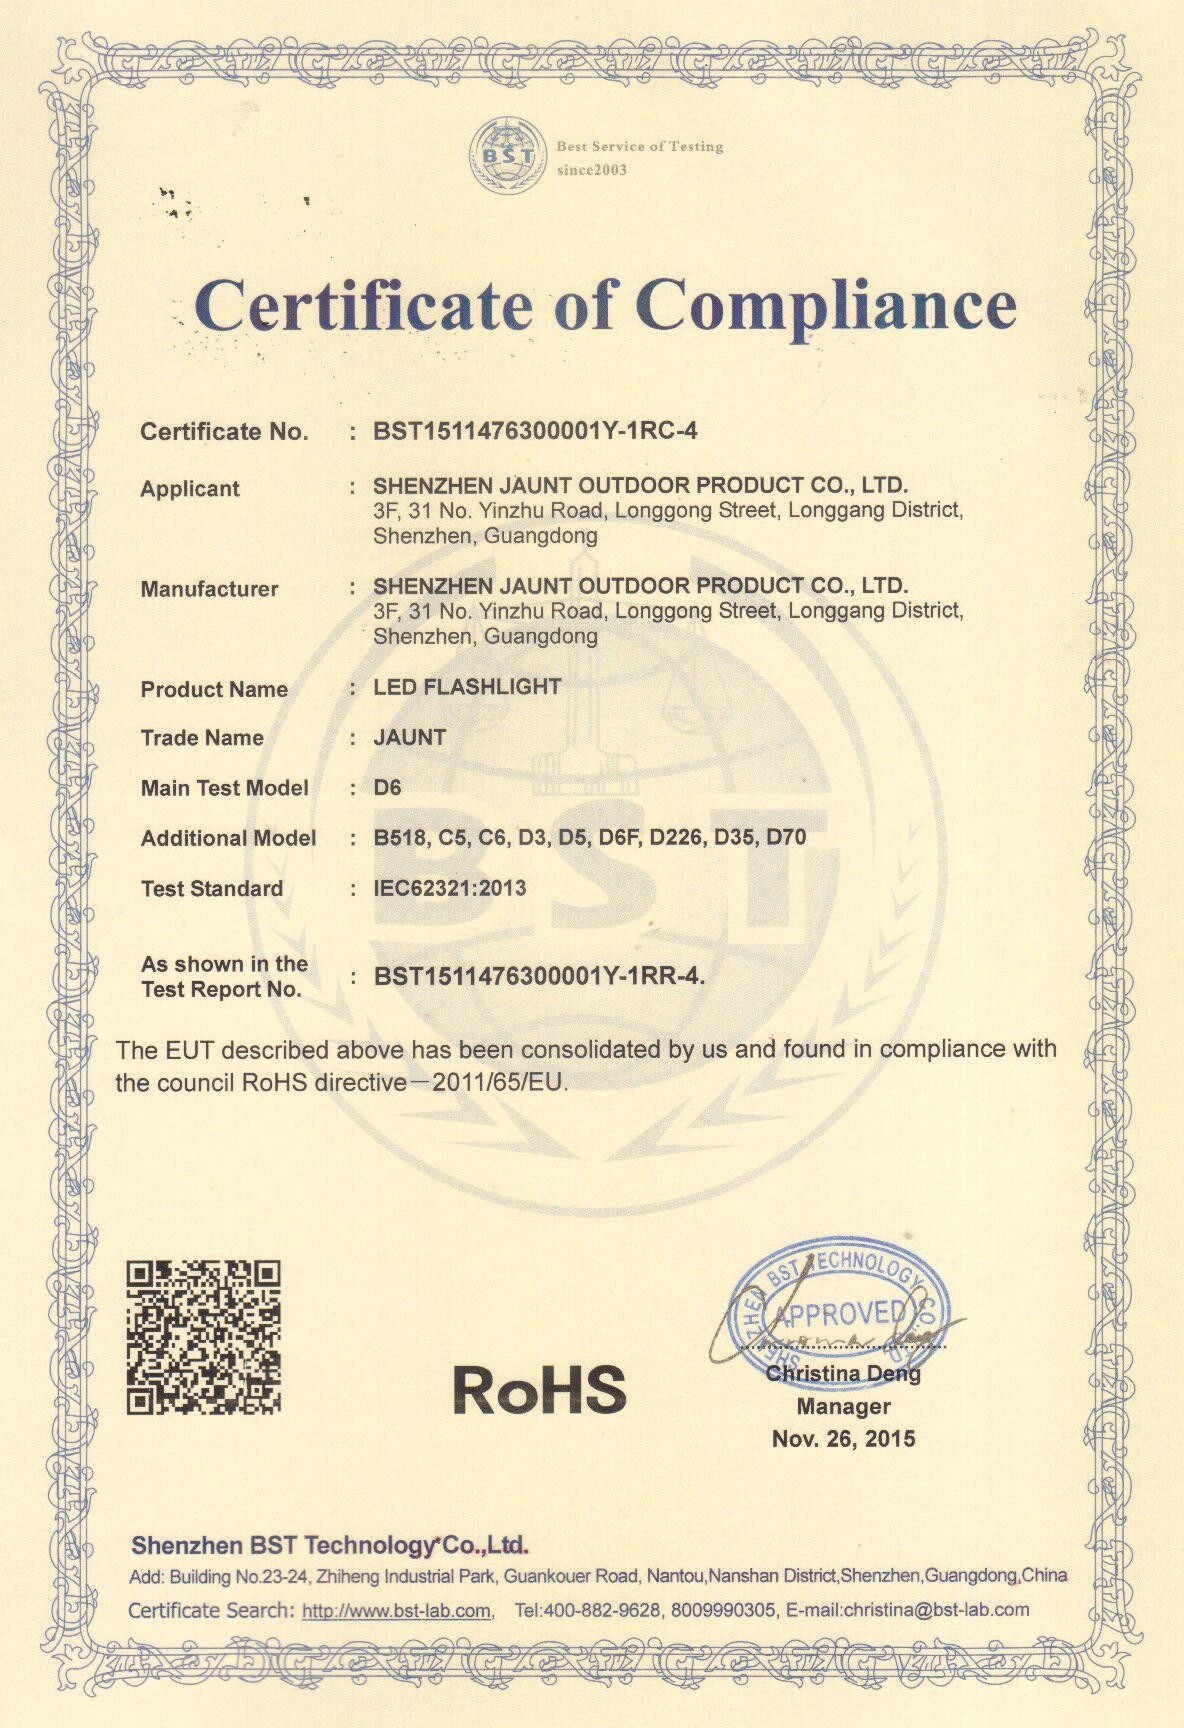 BST
Best Service of Testing
since2003
Certificate of Compliance
Certificate No. : BST1511476300001Y-1RC-4
Applicant : SHENZHEN JAUNT OUTDOOR PRODUCT CO., LTD.
3F, 31 No. Yinzhu Road, Longgong Street, Longgang District,
Shenzhen, Guangdong
Manufacturer : SHENZHEN JAUNT OUTDOOR PRODUCT CO., LTD.
3F, 31 No. Yinzhu Road, Longgong Street, Longgang District,
Shenzhen, Guangdong
Product Name : LED FLASHLIGHT
Trade Name : JAUNT
Main Test Model : D6
Additional Model : B518, C5, C6, D3, D5, D6F, D226, D35, D70
Test Standard : IEC62321:2013
As shown in the
Test Report No. : BST1511476300001Y-1RR-4.
The EUT described above has been consolidated by us and found in compliance with
the council RoHS directive－2011/65/EU.
BST
SHENZHEN BST TECHNOLOGY CO. LTD
APPROVED
RoHS
Christina Deng
Manager
Nov. 26, 2015
Shenzhen BST Technology Co.,Ltd.
Add: Building No.23-24, Zhiheng Industrial Park, Guankouer Road, Nantou,Nanshan District,Shenzhen,Guangdong,China
Certificate Search: http://www.bst-lab.com, Tel:400-882-9628, 8009990305, E-mail:christina@bst-lab.com